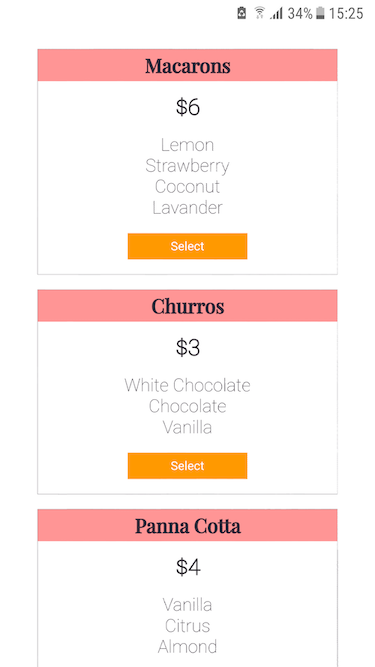 34% 15:25
Macarons
$6
Lemon
Strawberry
Coconut
Lavander
Select
Churros
$3
White Chocolate
Chocolate
Vanilla
Select
Panna Cotta
$4
Vanilla
Citrus
Almond